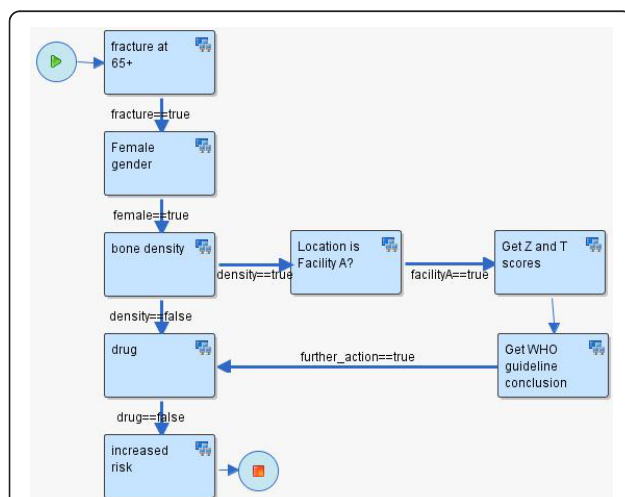 fracture at
65+
fracture==true
Female
gender
female==true
bone density
density==true
Location is
Facility A?
facilityA==true
Get Z and T
scores
density==false
drug
further_action==true
Get WHO
guideline
conclusion
drug==false
increased
risk